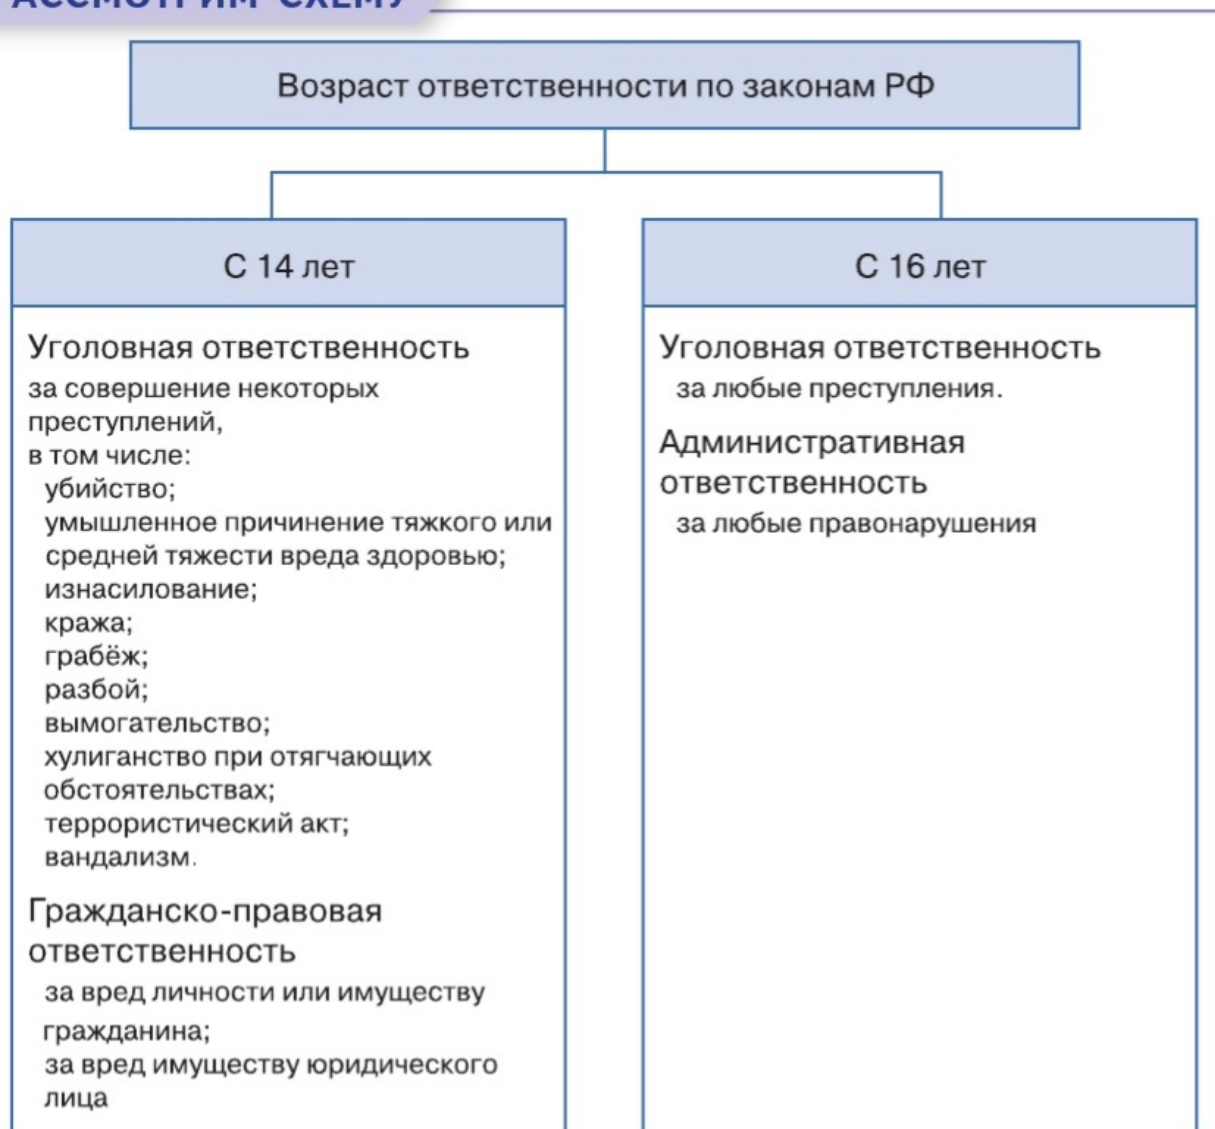 СХЕМУ
Возраст ответственности по законам РФ
С 14 лет
Уголовная ответственность
за совершение некоторых
преступлений,
в том числе:
убийство;
умышленное причинение тяжкого или
средней тяжести вреда здоровью;
изнасилование;
кража;
грабёж;
разбой;
вымогательство;
хулиганство при отягчающих
обстоятельствах;
террористический акт;
вандализм.
Гражданско-правовая
ответственность
за вред личности или имуществу
гражданина;
за вред имуществу юридического
лица
С 16 лет
Уголовная ответственность
за любые преступления.
Административная
ответственность
за любые правонарушения